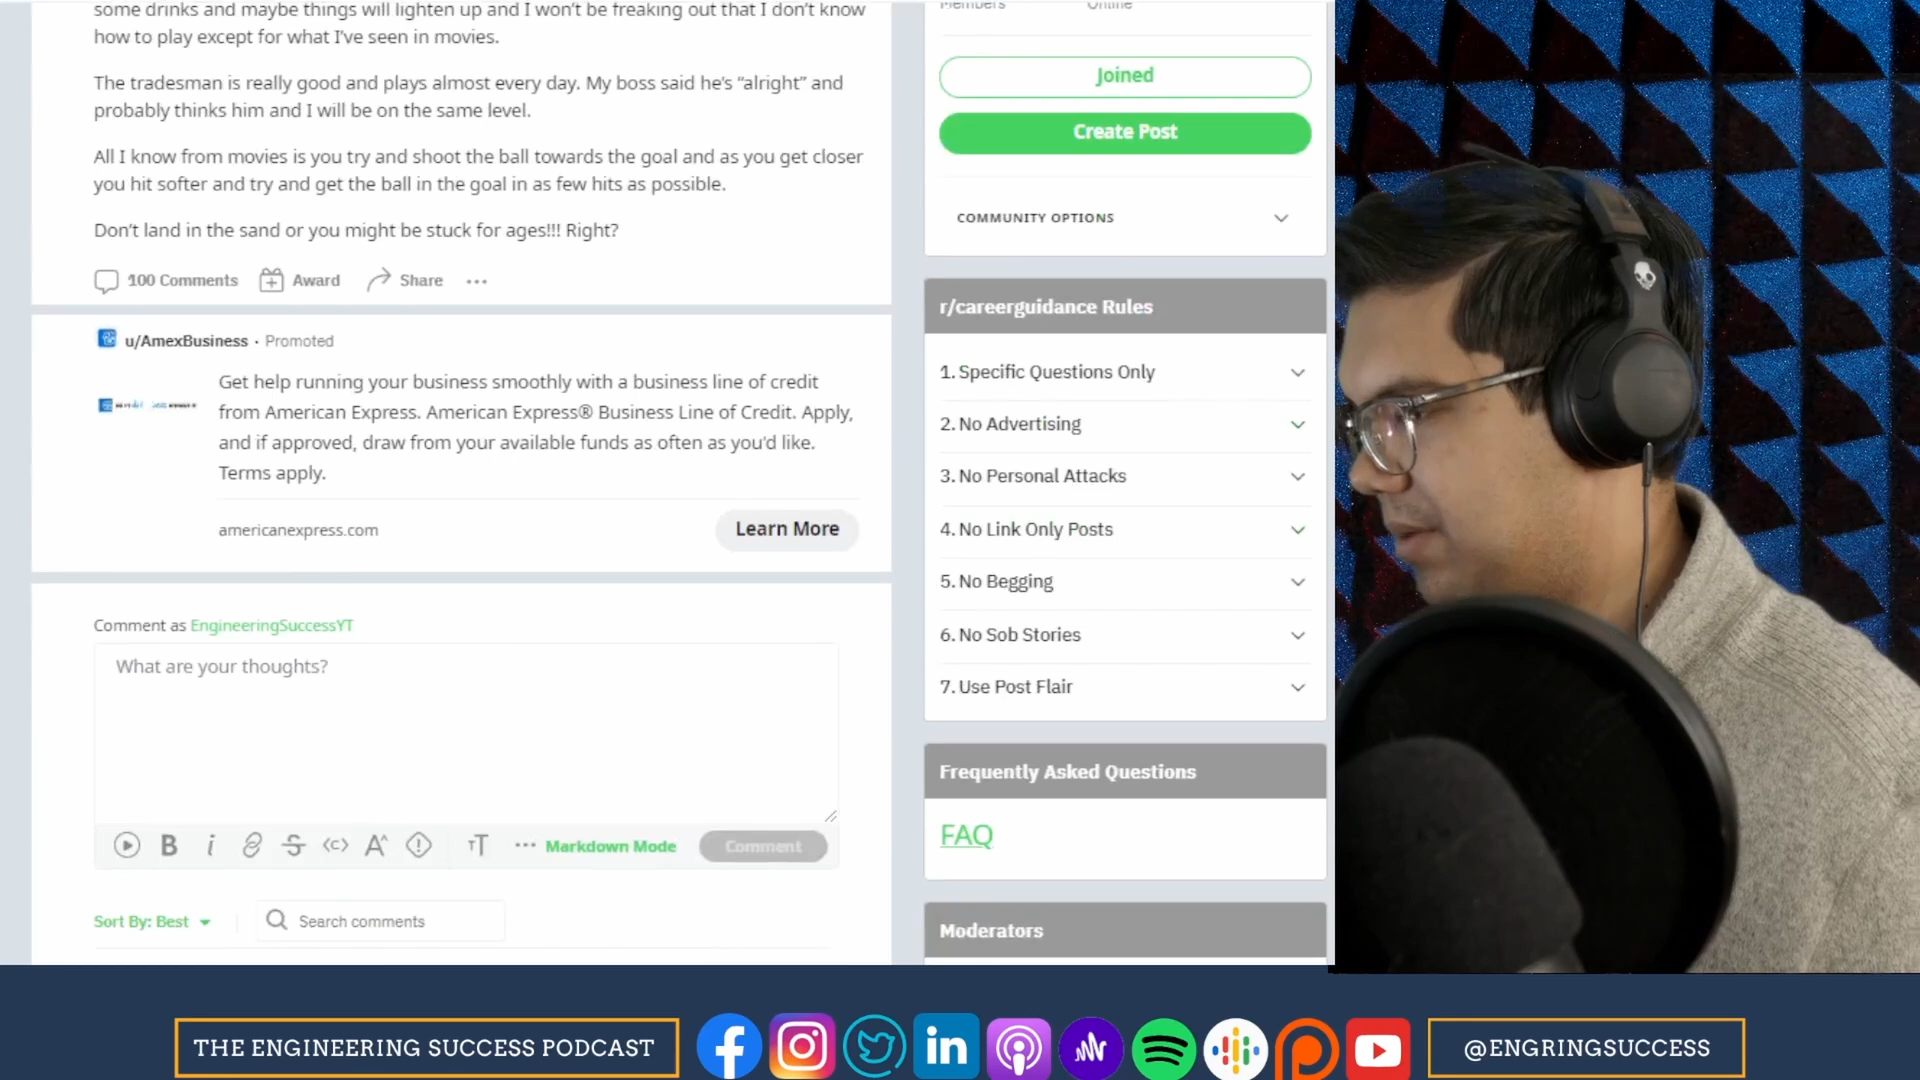 some drinks and maybe things will lighten up and I won't be freaking out that I don't know
how to play except for what I've seen in movies.
The tradesman is really good and plays almost every day. My boss said he's “alright” and
probably thinks him and I will be on the same level.
All I know from movies is you try and shoot the ball towards the goal and as you get closer
you hit softer and try and get the ball in the goal in as few hits as possible.
Don't land in the sand or you might be stuck for ages!!! Right?
100 Comments Award Share
u/AmexBusiness · Promoted
Get help running your business smoothly with a business line of credit
from American Express. American Express® Business Line of Credit. Apply,
and if approved, draw from your available funds as often as you'd like.
Terms apply.
americanexpress.com Learn More
Comment as EngineeringSuccessYT
What are your thoughts?
Markdown Mode Comment
Sort By: Best Search comments
Members Online
Joined
Create Post
COMMUNITY OPTIONS
r/careerguidance Rules
1. Specific Questions Only
2. No Advertising
3. No Personal Attacks
4. No Link Only Posts
5. No Begging
6. No Sob Stories
7. Use Post Flair
Frequently Asked Questions
FAQ
Moderators
THE ENGINEERING SUCCESS PODCAST
@ENGRINGSUCCESS